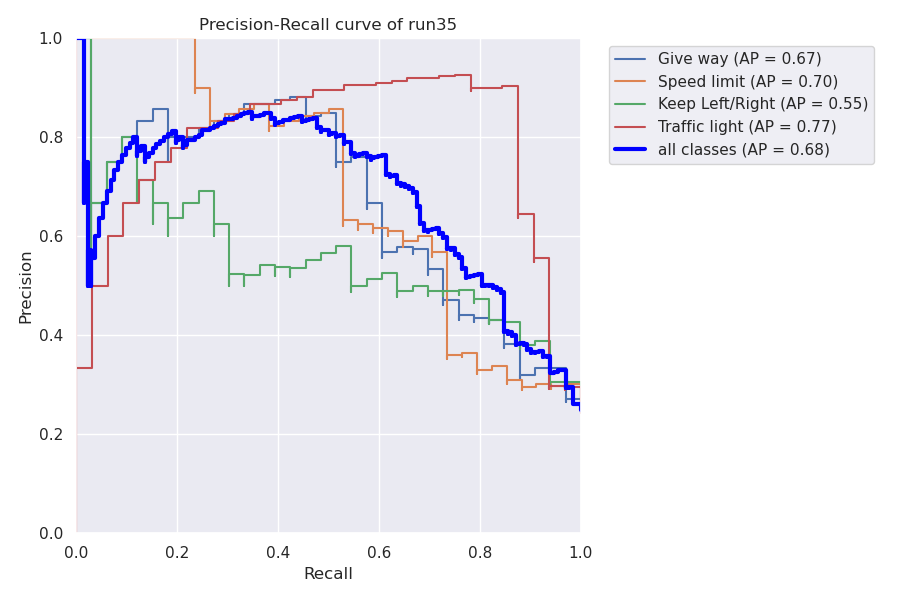 Precision-Recall curve of run35
1.0
0.8
0.6
0.4
0.2
0.0
Precision
0.0 0.2 0.4 0.6 0.8 1.0
Recall
Give way (AP = 0.67)
Speed limit (AP = 0.70)
Keep Left/Right (AP = 0.55)
Traffic light (AP = 0.77)
all classes (AP = 0.68)